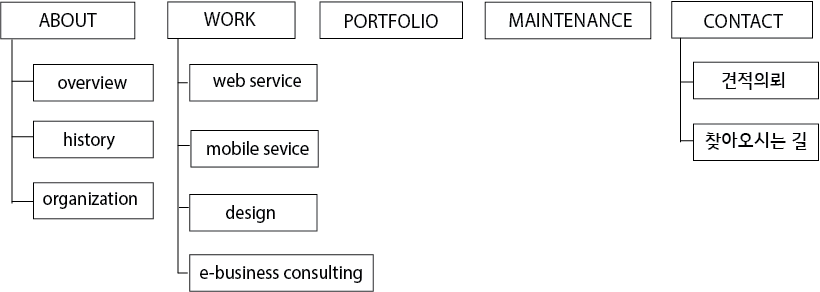 ABOUT
WORK
PORTFOLIO
MAINTENANCE
CONTACT
overview
history
organization
web service
mobile sevice
design
e-business consulting
견적의뢰
찾아오시는 길